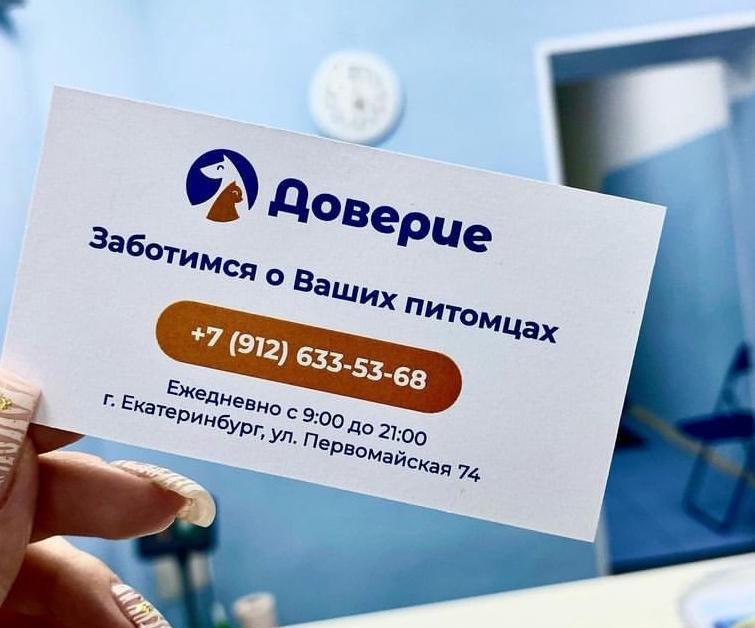 Доверие
Заботимся о Ваших питомцах
+7 (912) 633-53-68
Ежедневно с 9:00 до 21:00
г. Екатеринбург, ул. Первомайская 74